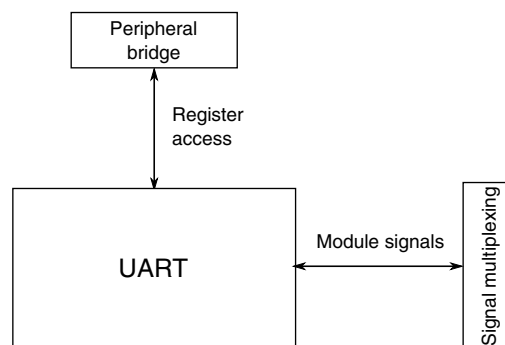 Peripheral
bridge
Register
access
UART
Module signals
Signal multiplexing